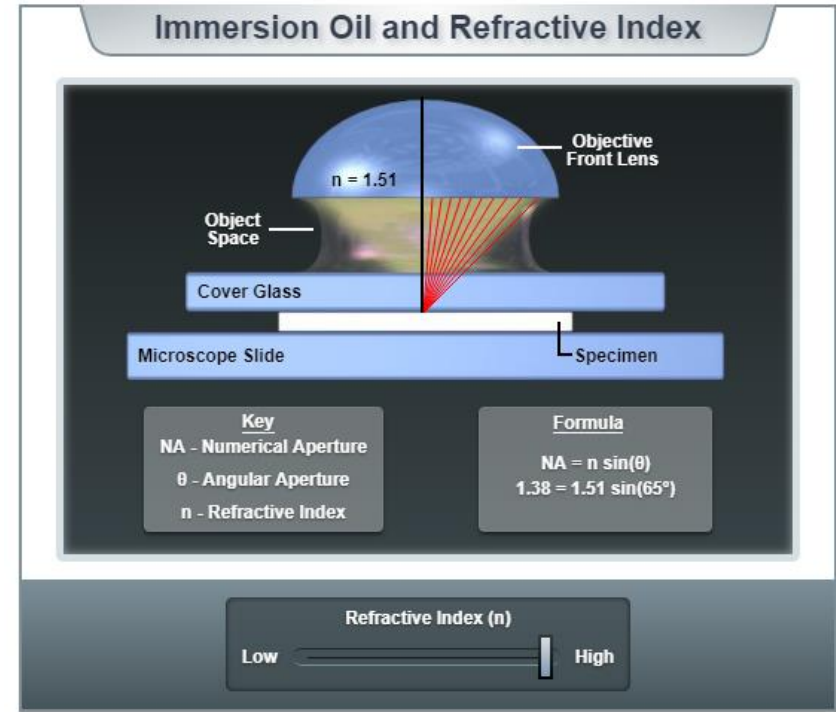 Immersion Oil and Refractive Index
Objective
Front Lens
n = 1.51
Object
Space
Cover Glass
Microscope Slide
Specimen
Key
NA - Numerical Aperture
θ - Angular Aperture
n - Refractive Index
Formula
NA = n sin(θ)
1.38 = 1.51 sin(65°)
Refractive Index (n)
Low
High